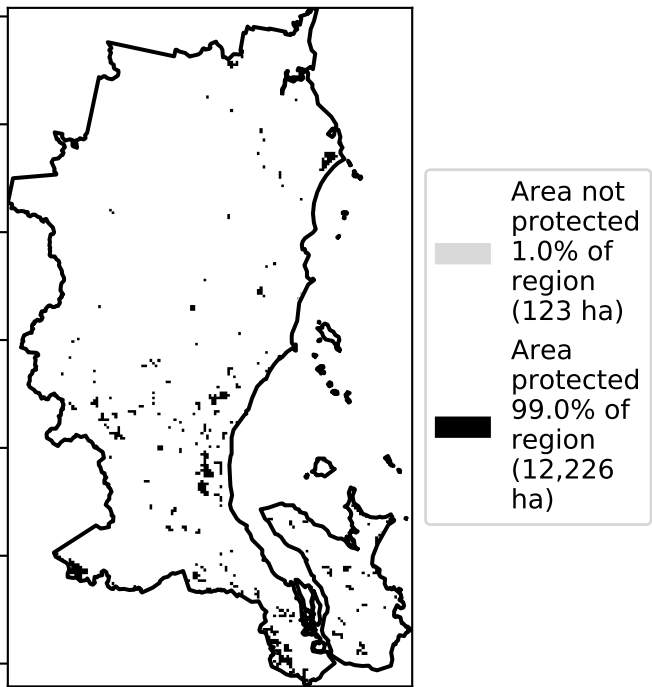 Area not
protected
1.0% of
region
(123 ha)
Area
protected
99.0% of
region
(12,226
ha)